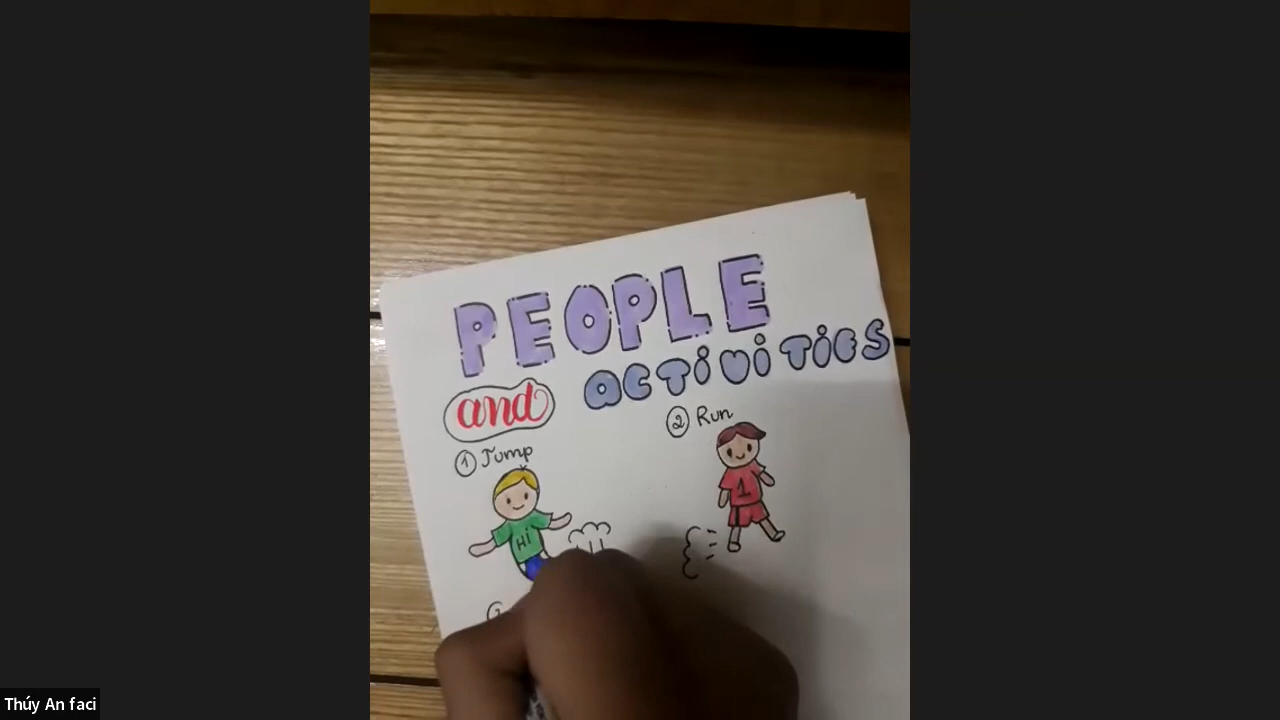 PEOPLE
and ACTiViTiES
① Jump
② Run
Hi
1
Thúy An faci